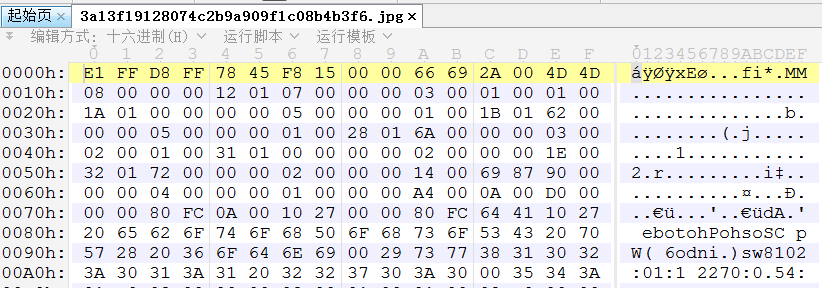 起始页 3a13f19128074c2b9a909f1c08b4b3f6.jpg ×
编辑方式: 十六进制(H) 运行脚本 运行模板
0 1 2 3 4 5 6 7 8 9 A B C D E F 0123456789ABCDEF
0000h: E1 FF D8 FF 78 45 F8 15 00 00 66 69 2A 00 4D 4D áÿØÿxEø...fi*.MM
0010h: 08 00 00 00 12 01 07 00 00 00 03 00 01 00 01 00 ................
0020h: 1A 01 00 00 00 00 05 00 00 00 01 00 1B 01 62 00 ..............b.
0030h: 00 00 05 00 00 00 01 00 28 01 6A 00 00 00 03 00 ........(.j.....
0040h: 02 00 01 00 31 01 00 00 00 00 02 00 00 00 1E 00 ....1...........
0050h: 32 01 72 00 00 00 02 00 00 00 14 00 69 87 90 00 2.r.........i‡..
0060h: 00 00 04 00 00 00 01 00 00 00 A4 00 0A 00 D0 00 ..........¤...Ð.
0070h: 00 00 80 FC 0A 00 10 27 00 00 80 FC 64 41 10 27 ..€ü...'..€üdA.'
0080h: 20 65 62 6F 74 6F 68 50 6F 68 73 6F 53 43 20 70 ebotohPohsoSC p
0090h: 57 28 20 36 6F 64 6E 69 00 29 73 77 38 31 30 32 W( 6odni.)sw8102
00A0h: 3A 30 31 3A 31 20 32 32 37 30 3A 30 00 35 34 3A :01:1 2270:0.54: